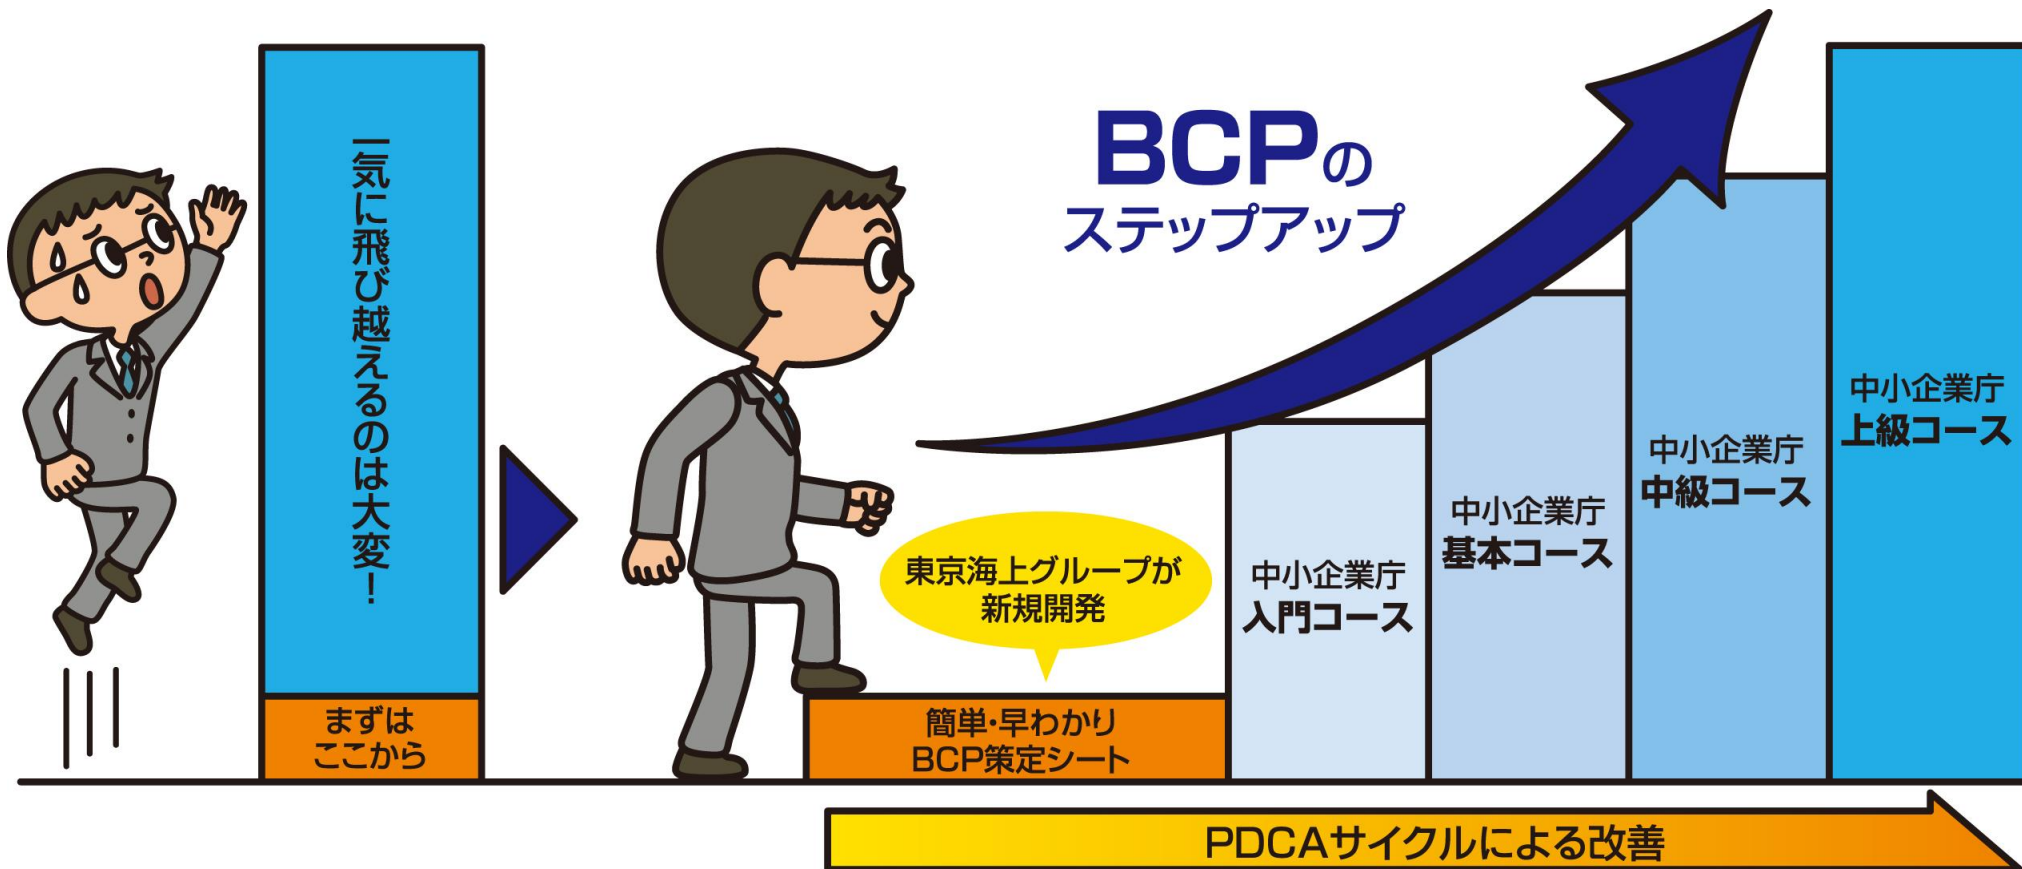 一気に飛び越えるのは大変！
まずは
ここから
BCPの
ステップアップ
東京海上グループが
新規開発
簡単・早わかり
BCP策定シート
中小企業庁
入門コース
中小企業庁
基本コース
中小企業庁
中級コース
中小企業庁
上級コース
PDCAサイクルによる改善